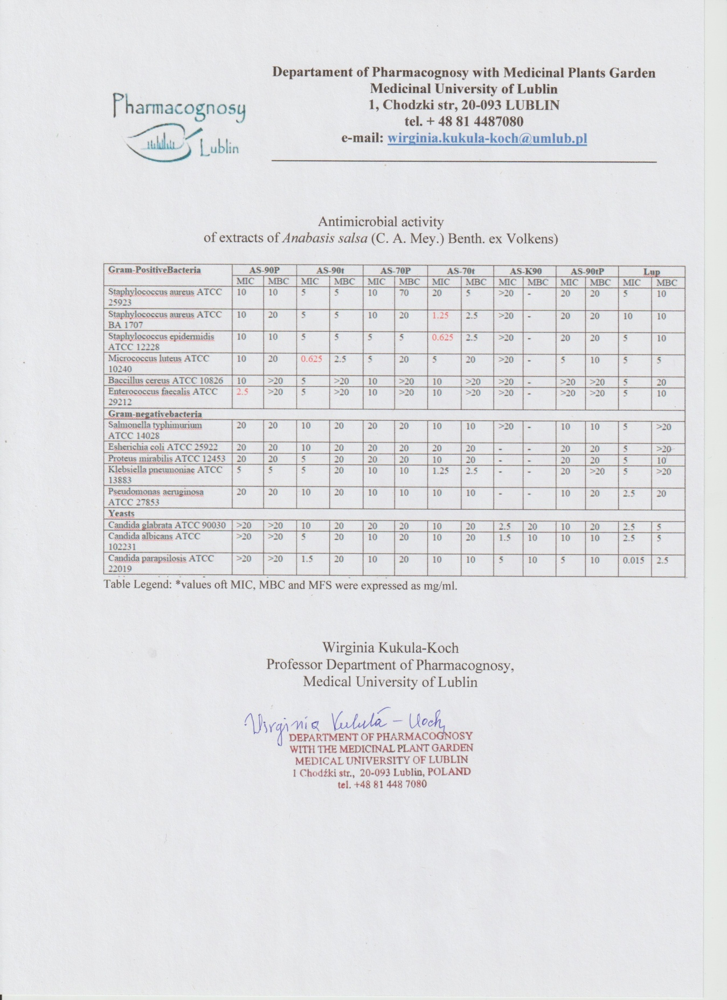 Departament of Pharmacognosy with Medicinal Plants Garden
Medicinal University of Lublin
1, Chodzki str, 20-093 LUBLIN
tel. + 48 81 4487080
e-mail: wirginia.kukula-koch@umlub.pl
Pharmacognosy
Lublin
Antimicrobial activity
of extracts of Anabasis salsa (C. A. Mey.) Benth. ex Volkens)
Gram-PositiveBacteria AS-90P AS-90t AS-70P AS-70t AS-K90 AS-90tP Lup
MIC MBC MIC MBC MIC MBC MIC MBC MIC MBC MIC MBC MIC MBC
Staphylococcus aureus ATCC 10 10 5 5 10 70 20 5 >20 - 20 20 5 10
25923
Staphylococcus aureus ATCC 10 20 5 5 10 20 1.25 2.5 >20 - 20 20 10 10
BA 1707
Staphylococcus epidermidis 10 10 5 5 5 5 0.625 2.5 >20 - 20 20 5 10
ATCC 12228
Micrococcus luteus ATCC 10 20 0.625 2.5 5 20 5 20 >20 - 5 10 5 5
10240
Baccillus cereus ATCC 10826 10 >20 5 >20 10 >20 10 >20 >20 - >20 >20 5 20
Enterococcus faecalis ATCC 2.5 >20 5 >20 10 >20 10 >20 >20 - >20 >20 5 10
29212
Gram-negativebacteria
Salmonella typhimurium 20 20 10 20 20 20 10 10 >20 - 10 10 5 >20
ATCC 14028
Esherichia coli ATCC 25922 20 20 10 20 20 20 20 20 - - 20 20 5 >20
Proteus mirabilis ATCC 12453 20 20 5 20 20 20 10 20 - - 20 20 5 10
Klebsiella pneumoniae ATCC 5 5 5 20 10 10 1.25 2.5 - - 20 >20 5 >20
13883
Pseudomonas aeruginosa 20 20 10 20 10 10 10 10 - - 10 20 2.5 20
ATCC 27853
Yeasts
Candida glabrata ATCC 90030 >20 >20 10 20 20 20 10 20 2.5 20 10 20 2.5 5
Candida albicans ATCC >20 >20 5 20 10 20 10 20 1.5 10 10 10 2.5 5
102231
Candida parapsilosis ATCC >20 >20 1.5 20 10 20 10 10 5 10 5 10 0.015 2.5
22019
Table Legend: *values oft MIC, MBC and MFS were expressed as mg/ml.
Wirginia Kukula-Koch
Professor Department of Pharmacognosy,
Medical University of Lublin
Wirginia Kukula-Koch
DEPARTMENT OF PHARMACOGNOSY
WITH THE MEDICINAL PLANT GARDEN
MEDICAL UNIVERSITY OF LUBLIN
1 Chodźki str., 20-093 Lublin, POLAND
tel. +48 81 448 7080